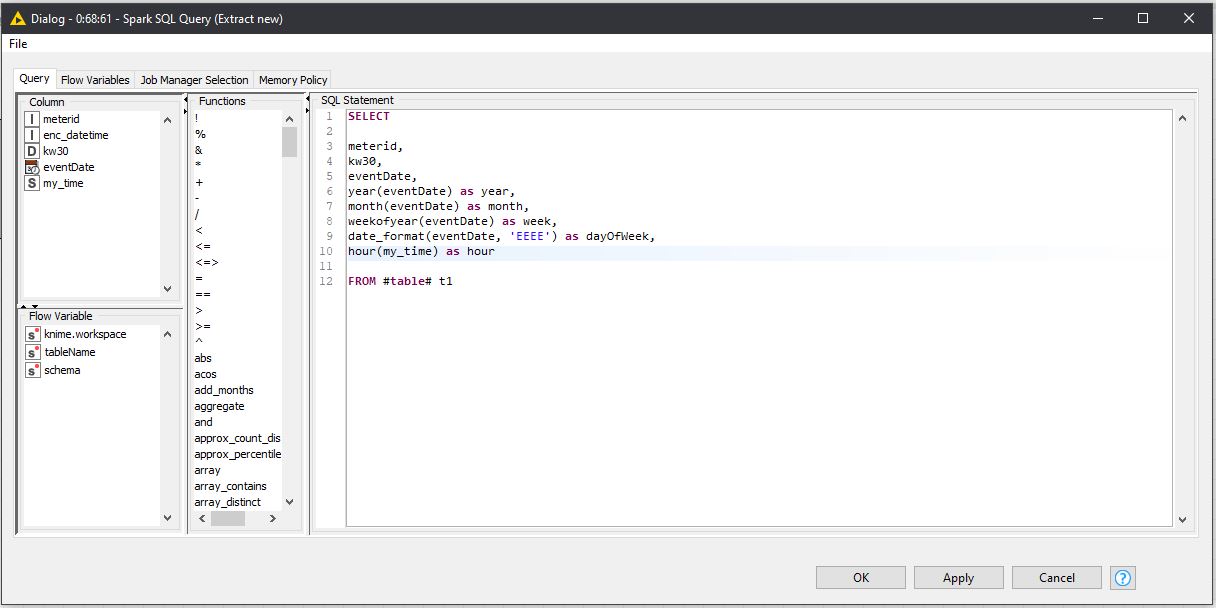 Dialog - 0:68:61 - Spark SQL Query (Extract new)
File
Query Flow Variables Job Manager Selection Memory Policy
Column
I meterid
I enc_datetime
D kw30
eventDate
S my_time
Flow Variable
s knime.workspace
s tableName
s schema
Functions
!
%
&
*
+
-
/
<
<=
<=>
=
==
>
>=
^
abs
acos
add_months
aggregate
and
approx_count_dis
approx_percentile
array
array_contains
array_distinct
SQL Statement
1 SELECT
2
3 meterid,
4 kw30,
5 eventDate,
6 year(eventDate) as year,
7 month(eventDate) as month,
8 weekofyear(eventDate) as week,
9 date_format(eventDate, 'EEEE') as dayOfWeek,
10 hour(my_time) as hour
11
12 FROM #table# t1
OK Apply Cancel ?